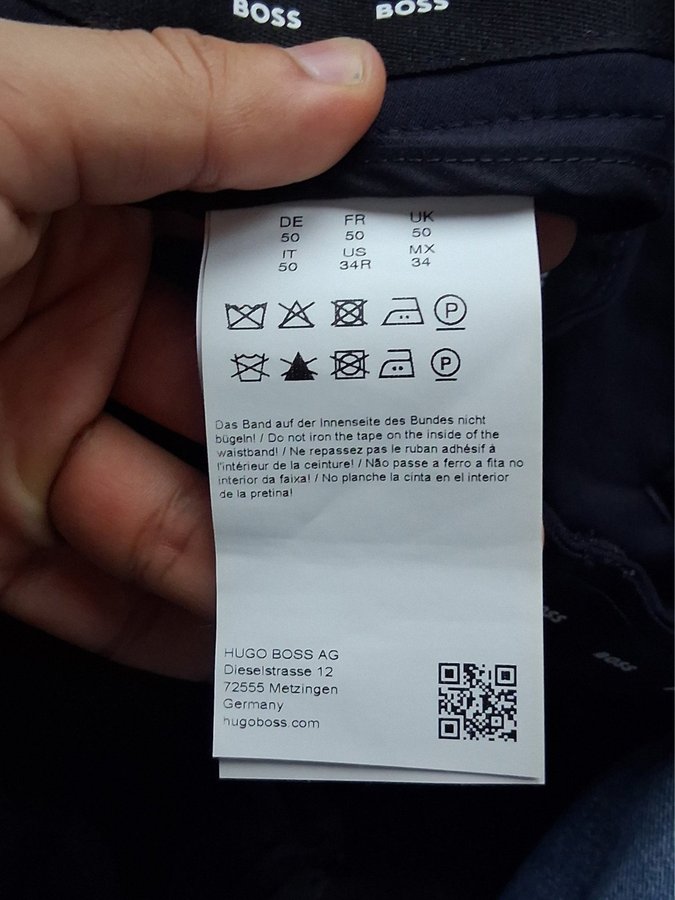 BOSS BOSS
DE FR UK
50 50 50
IT US MX
50 34R 34
P
P
Das Band auf der Innenseite des Bundes nicht
bügeln! / Do not iron the tape on the inside of the
waistband! / Ne repassez pas le ruban adhésif à
l'intérieur de la ceinture! / Não passe a ferro a fita no
interior da faixa! / No planche la cinta en el interior
de la pretina!
HUGO BOSS AG
Dieselstrasse 12
72555 Metzingen
Germany
hugoboss.com
BOSS